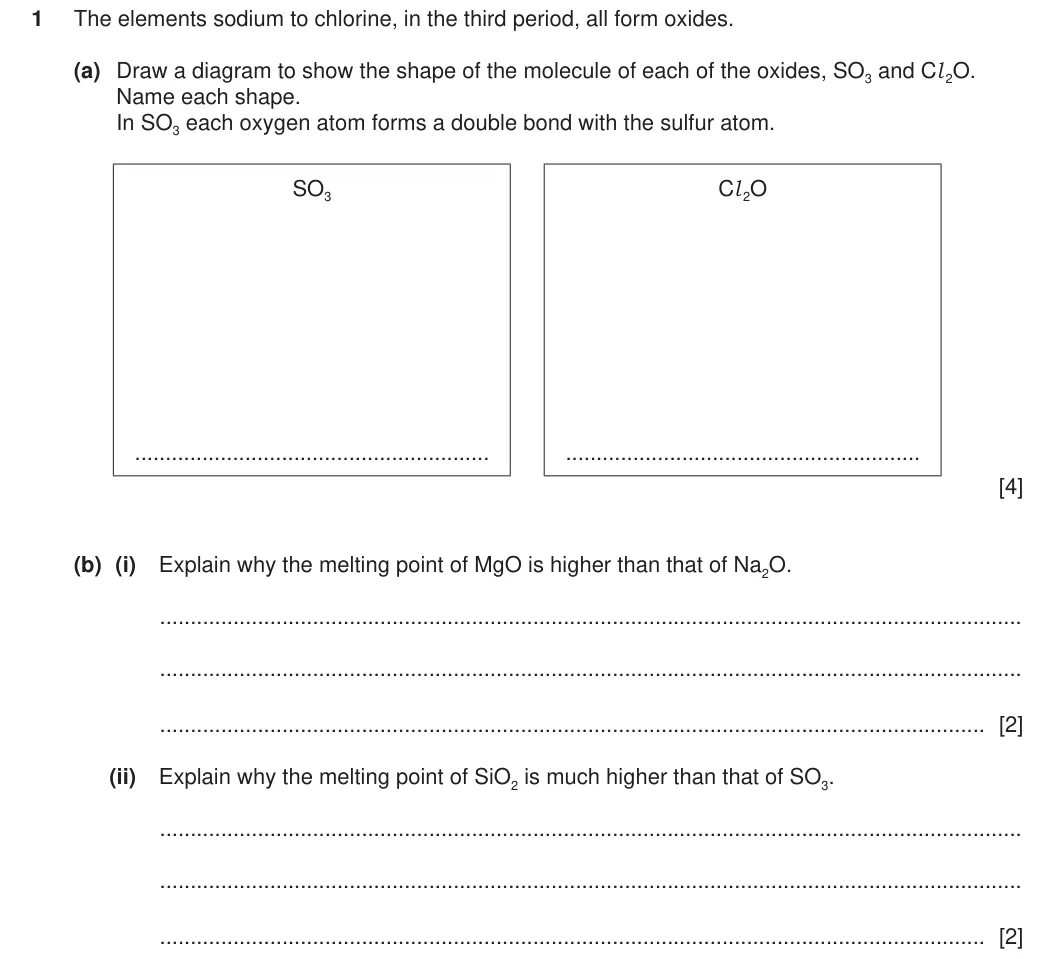 1 The elements sodium to chlorine, in the third period, all form oxides.
(a) Draw a diagram to show the shape of the molecule of each of the oxides, SO₃ and Cl₂O.
Name each shape.
In SO₃ each oxygen atom forms a double bond with the sulfur atom.
SO₃ Cl₂O
.......................................................... ..........................................................
[4]
(b) (i) Explain why the melting point of MgO is higher than that of Na₂O.
..............................................................................................................................................
..............................................................................................................................................
........................................................................................................................................ [2]
(ii) Explain why the melting point of SiO₂ is much higher than that of SO₃.
..............................................................................................................................................
..............................................................................................................................................
........................................................................................................................................ [2]